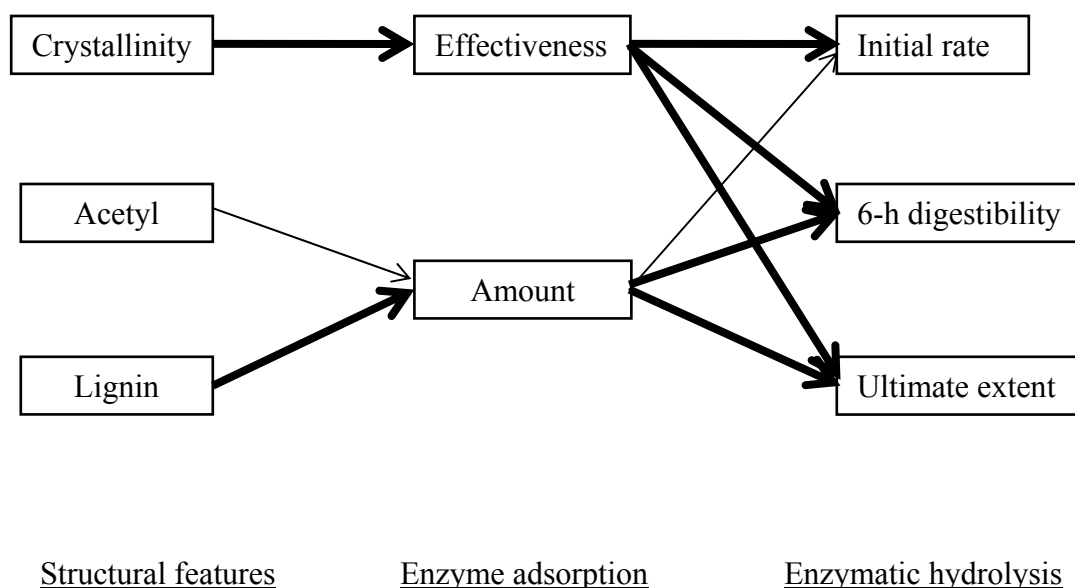 Crystallinity
Effectiveness
Initial rate
Acetyl
6-h digestibility
Amount
Lignin
Ultimate extent
Structural features
Enzyme adsorption
Enzymatic hydrolysis